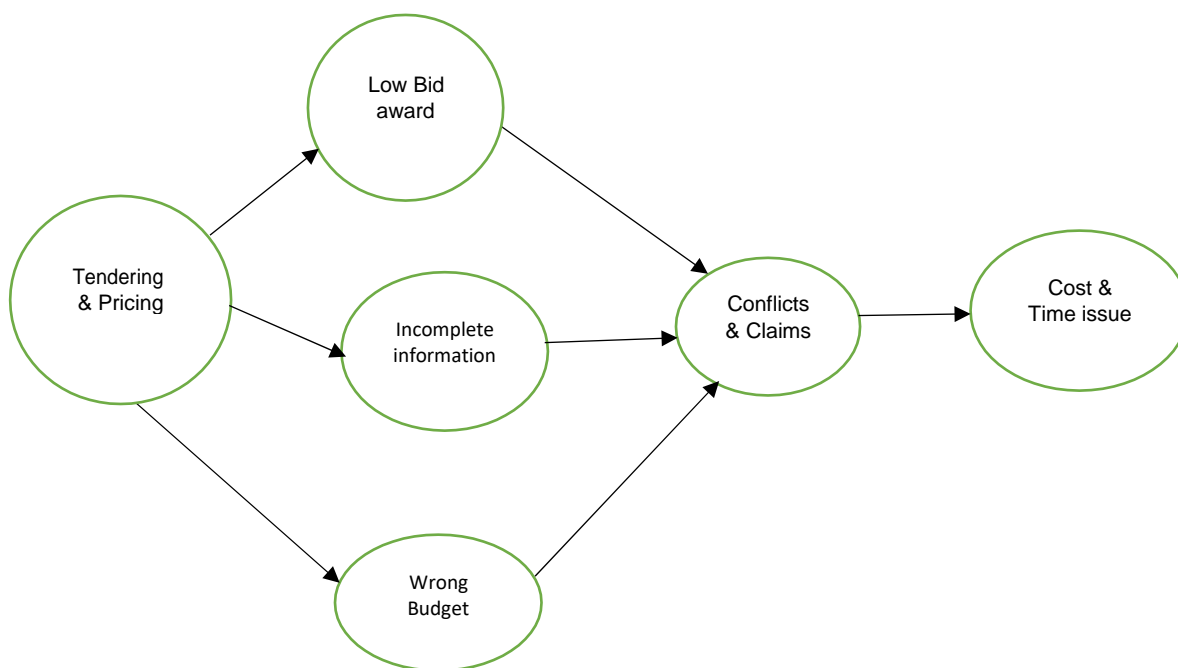 Low Bid
award
Tendering
& Pricing
Incomplete
information
Conflicts
& Claims
Cost &
Time issue
Wrong
Budget